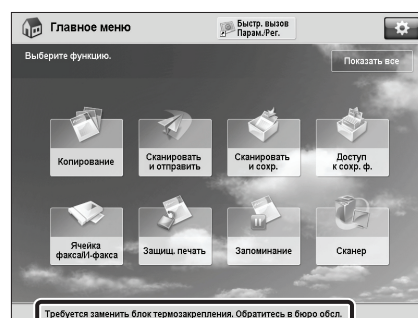 Главное меню
Быстр. вызов
Парам./Рег.
Выберите функцию.
Показать все
Копирование
Сканировать
и отправить
Сканировать
и сохр.
Доступ
к сохр. ф.
Ячейка
факса/И-факса
Защищ. печать
Запоминание
Сканер
Требуется заменить блок термозакрепления. Обратитесь в бюро обсл.